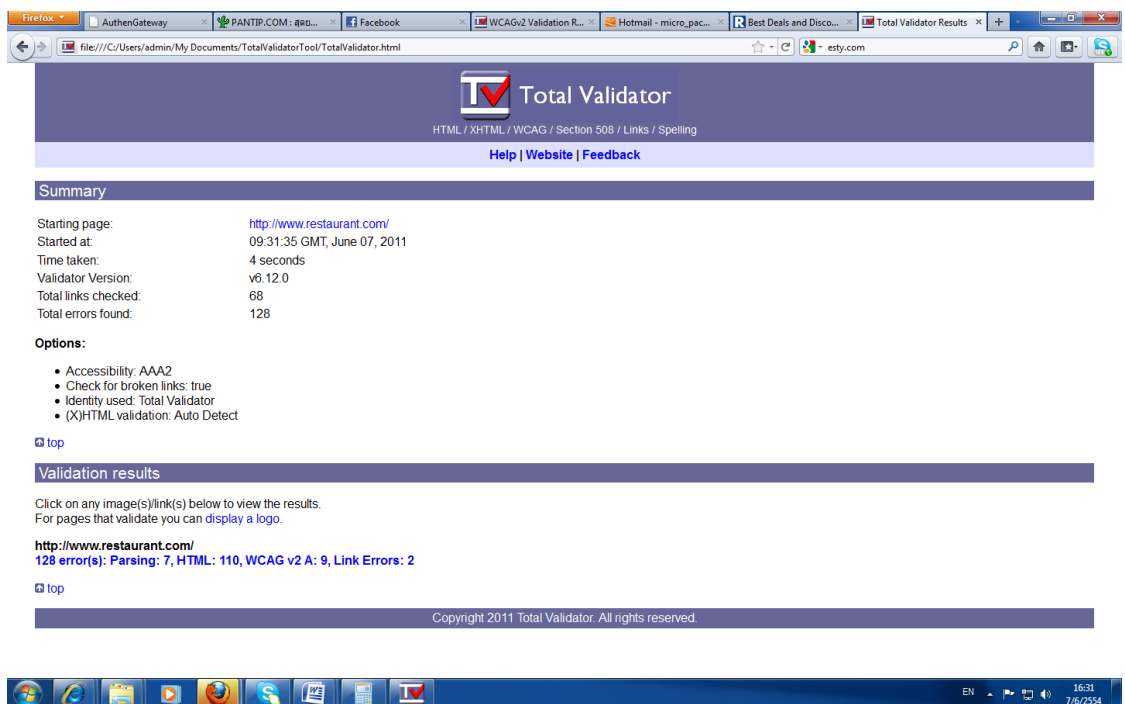 Firefox
AuthenGateway
PANTIP.COM : สุดย...
Facebook
WCAGv2 Validation R...
Hotmail - micro_pac...
Best Deals and Disco...
Total Validator Results
file:///C:/Users/admin/My Documents/TotalValidatorTool/TotalValidator.html
esty.com
Total Validator
HTML / XHTML / WCAG / Section 508 / Links / Spelling
Help | Website | Feedback
Summary
Starting page: http://www.restaurant.com/
Started at: 09:31:35 GMT, June 07, 2011
Time taken: 4 seconds
Validator Version: v6.12.0
Total links checked: 68
Total errors found: 128
Options:
Accessibility: AAA2
Check for broken links: true
Identity used: Total Validator
(X)HTML validation: Auto Detect
top
Validation results
Click on any image(s)/link(s) below to view the results.
For pages that validate you can display a logo.
http://www.restaurant.com/
128 error(s): Parsing: 7, HTML: 110, WCAG v2 A: 9, Link Errors: 2
top
Copyright 2011 Total Validator. All rights reserved.
EN
16:31
7/6/2554